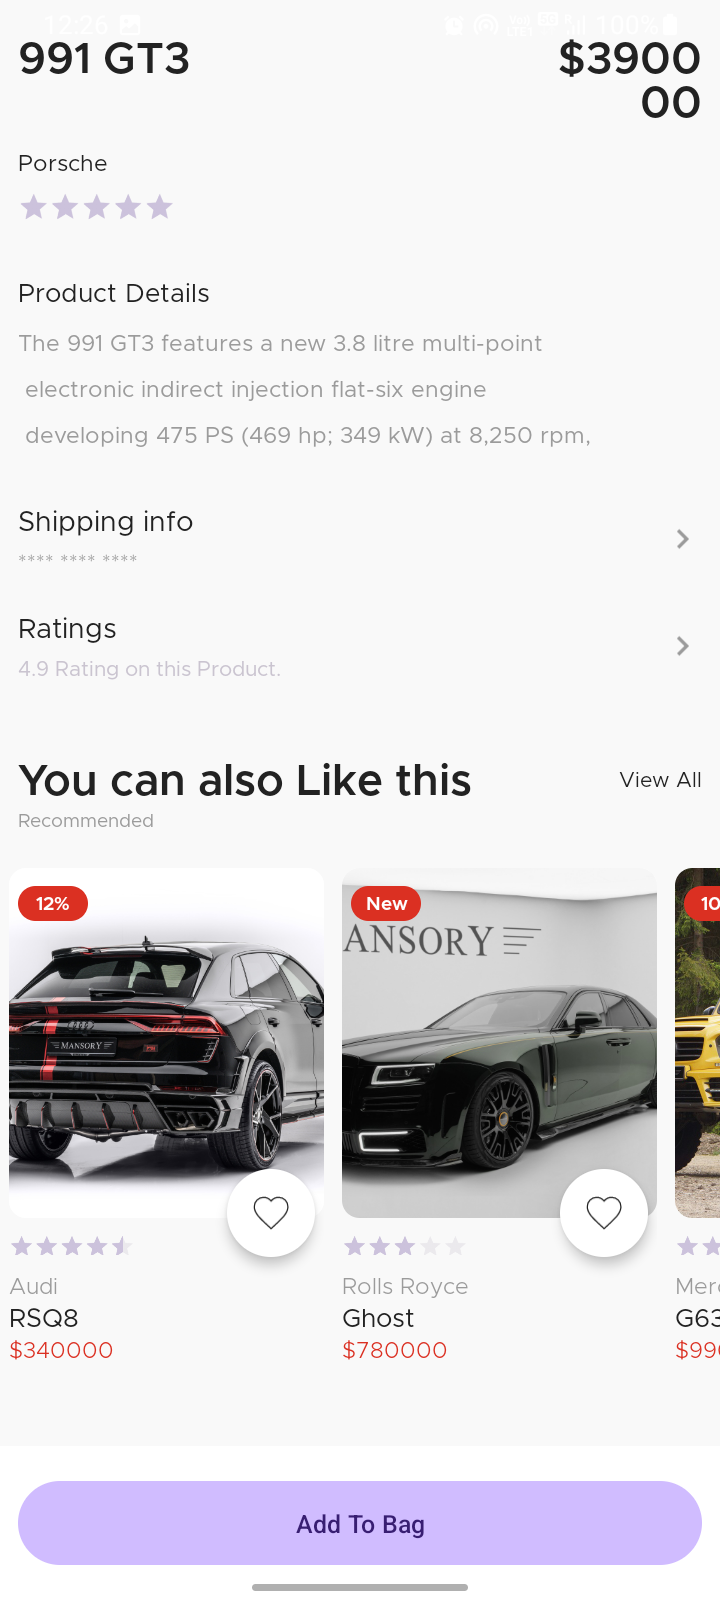 12:26
100%
991 GT3
$3900
00
Porsche
Product Details
The 991 GT3 features a new 3.8 litre multi-point
electronic indirect injection flat-six engine
developing 475 PS (469 hp; 349 kW) at 8,250 rpm,
Shipping info
**** **** ****
Ratings
4.9 Rating on this Product.
You can also Like this
View All
Recommended
12%
MANSORY
New
ANSORY
10
Audi
RSQ8
$340000
Rolls Royce
Ghost
$780000
Merc
G63
$99
Add To Bag